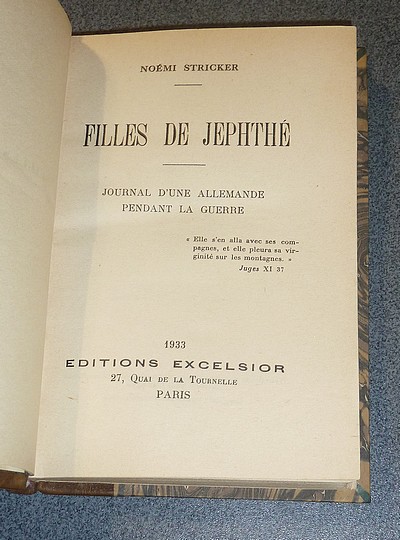 NOÉMI STRICKER
FILLES DE JEPHTHÉ
JOURNAL D'UNE ALLEMANDE
PENDANT LA GUERRE
« Elle s'en alla avec ses com-
pagnes, et elle pleura sa vir-
ginité sur les montagnes. »
Juges XI 37
1933
EDITIONS EXCELSIOR
27, QUAI DE LA TOURNELLE
PARIS